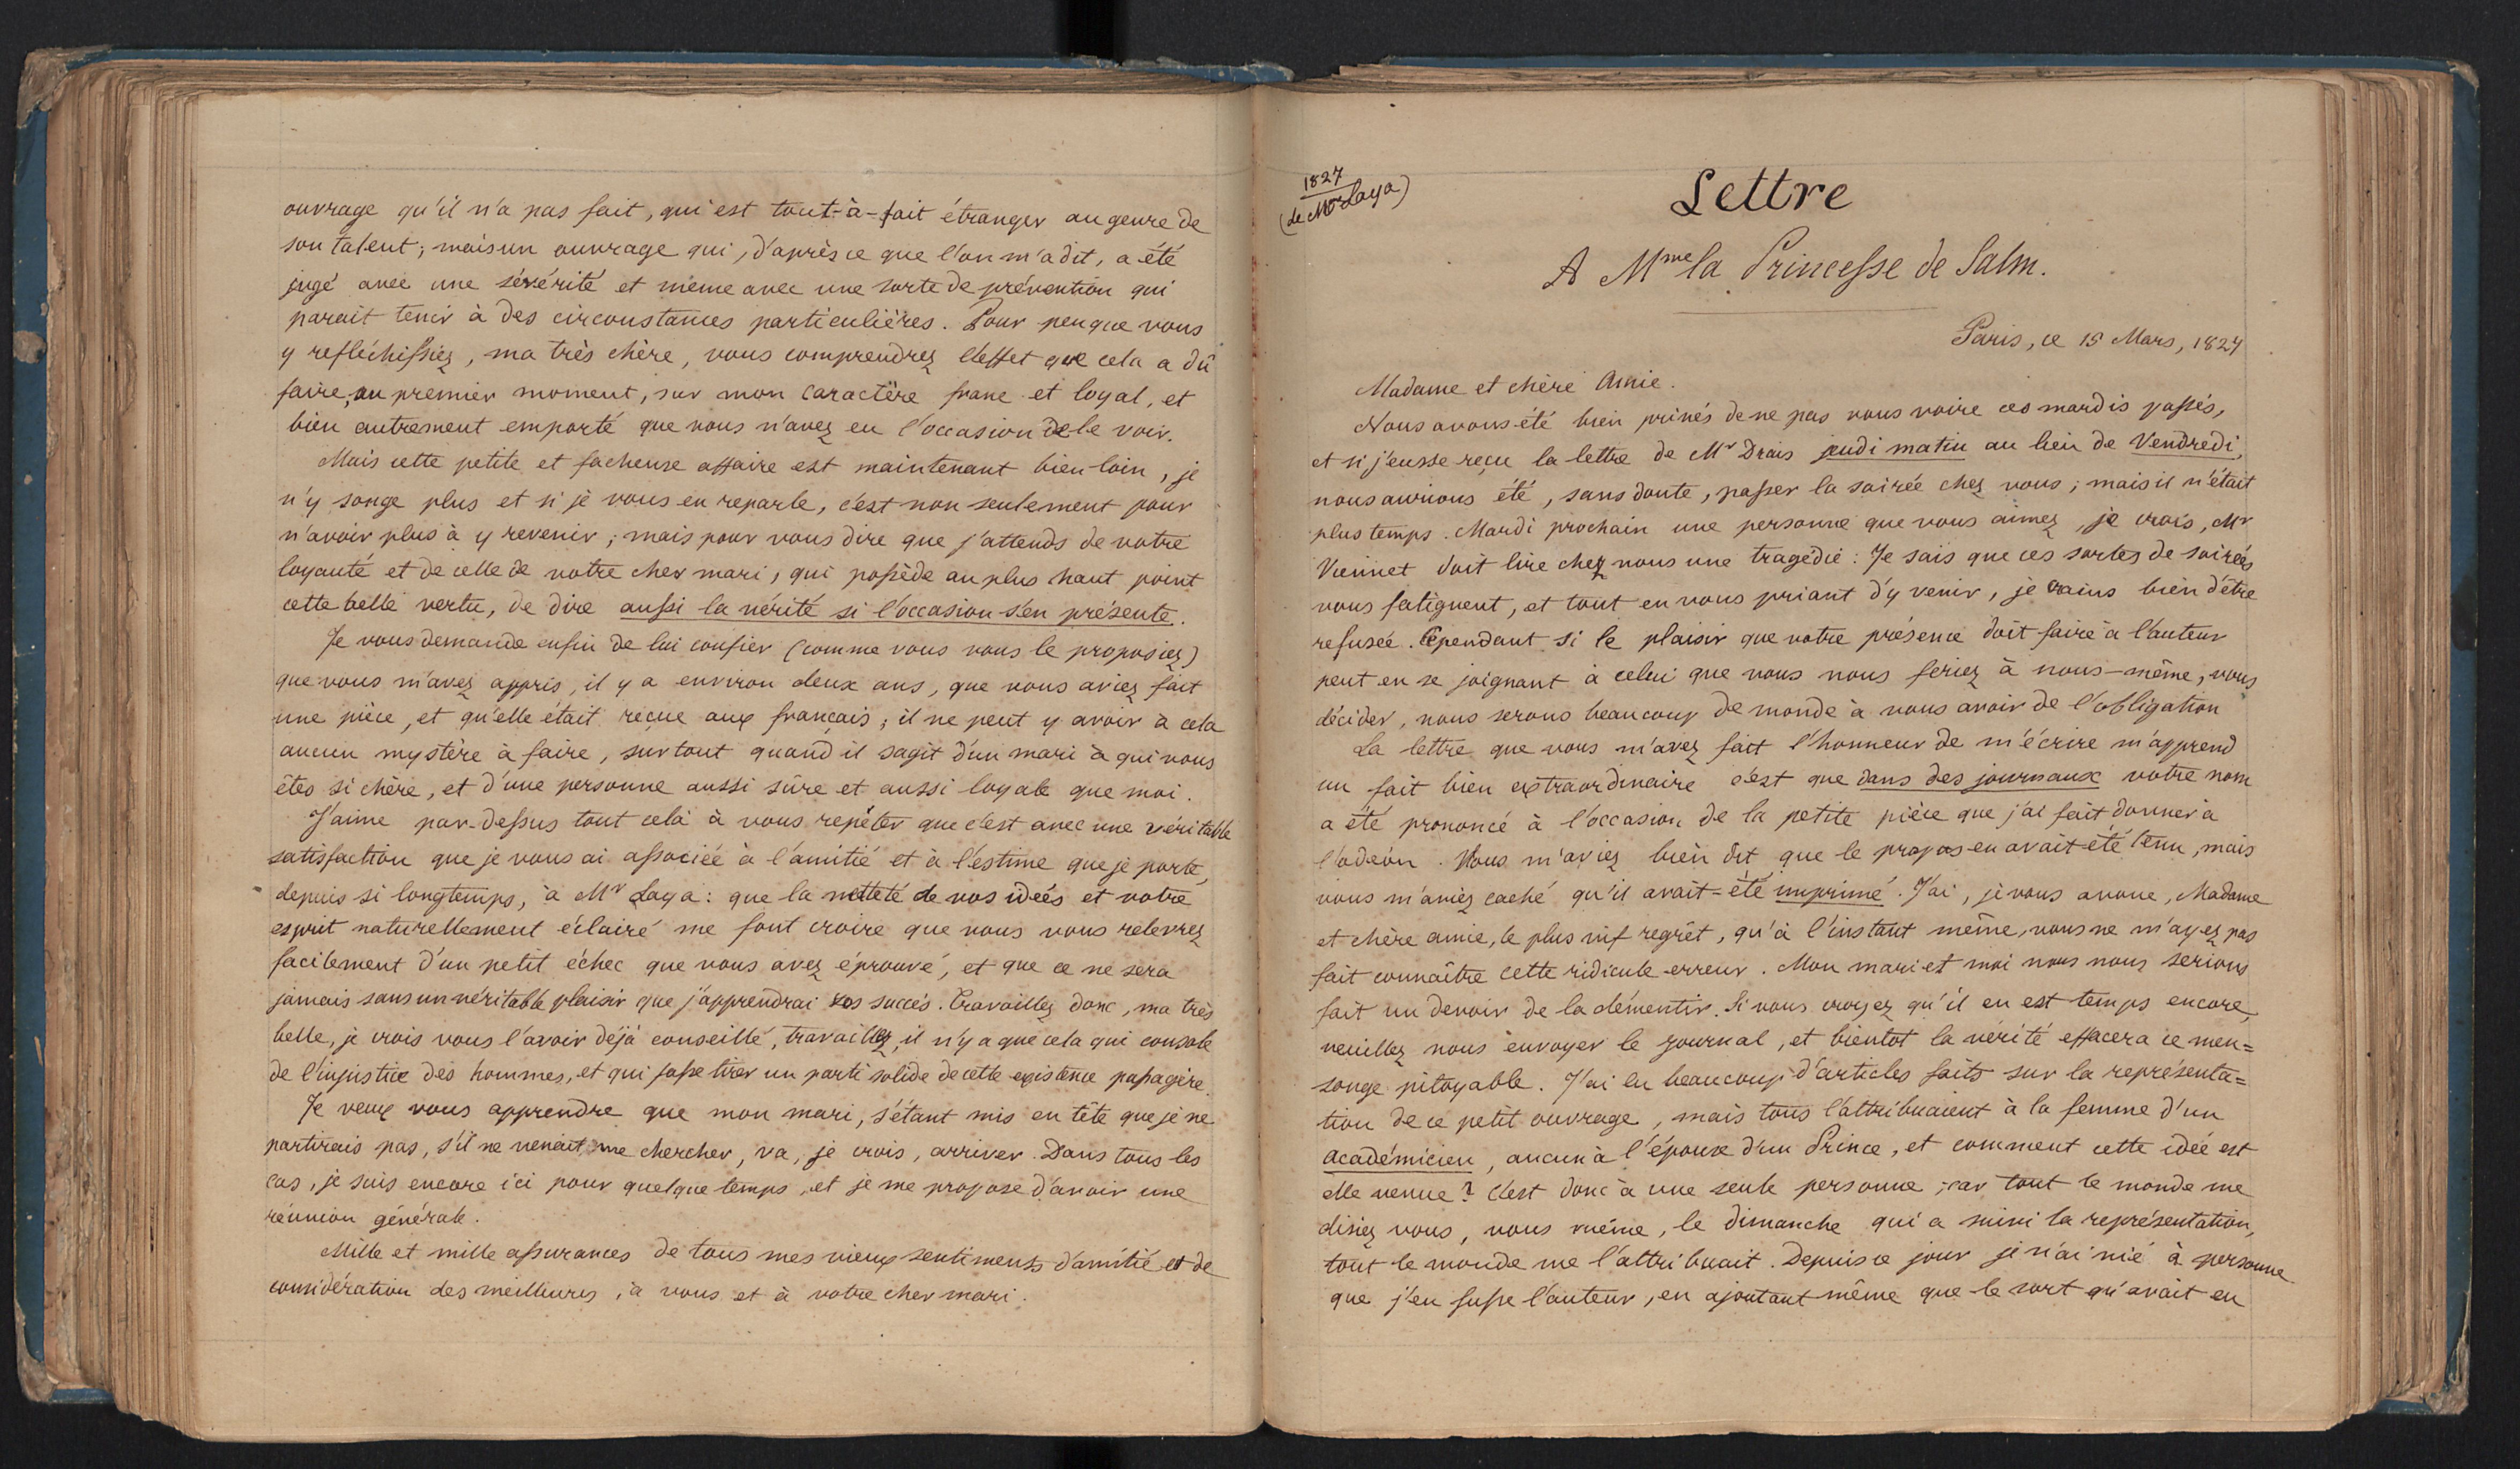 ouvrage qu'il n'a pas fait, qui est tout-à-fait étranger au genre de
son talent; mais un ouvrage qui, d'après ce que l'on m'a dit, a été
jugé avec une sévérité et même avec une sorte de prévention qui
parait tenir à des circonstances particulières. Pour peu que vous
y refléchissiez, ma très chère, vous comprendrez l'effet que cela a dû
faire, au premier moment, sur mon caractère franc et loyal, et
bien autrement emporté que vous n'avez eu l'occasion de le voir.
Mais cette petite et facheuse affaire est maintenant bien loin, je
n'y songe plus et si je vous en reparle, c'est non seulement pour
n'avoir plus à y revenir; mais pour vous dire que j'attends de votre
loyauté et de celle de votre cher mari, qui possède au plus haut point
cette belle vertu, de dire aussi la vérité si l'occasion s'en présente.
Je vous demande enfin de lui confier (comme vous vous le proposiez)
que vous m'avez appris, il y a environ deux ans, que vous aviez fait
une pièce, et qu'elle était reçue aux français; il ne peut y avoir à cela
aucun mystère à faire, surtout quand il sagit d'un mari à qui vous
êtes si chère, et d'une personne aussi sûre et aussi loyale que moi.
J'aime par-dessus tout cela à vous repéter que c'est avec une véritable
satisfaction que je vous ai associée à l'amitié et à l'estime que je porte,
depuis si longtemps, à Mr Laya: que la netteté de vos idées et votre
esprit naturellement éclairé me font croire que vous vous releverez
facilement d'un petit échec que vous avez éprouvé, et que ce ne sera
jamais sans un véritable plaisir que j'apprendrai vos succès. Travaillez donc, ma très
belle, je crois vous l'avoir déjà conseillé, travaillez, il n'y a que cela qui console
de l'injustice des hommes, et qui fasse tirer un parti solide de cette existence passagère.
Je veux vous apprendre que mon mari, s'étant mis en tête que je ne
partirais pas, s'il ne venait me chercher, va, je crois, arriver. Dans tous les
cas, je suis encore ici pour quelque temps, et je me propose d'avoir une
réunion générale.
Mille et mille assurances de tous mes vieux sentiments d'amitié et de
considération des meilleures, à vous et à votre cher mari.
1827
(de Me Laya)
Lettre
A Mme la Princesse de Salm.
Paris, ce 15 Mars, 1827
Madame et chère Amie.
Nous avons été bien privés de ne pas vous voire ces mardis passés,
et si j'eusse reçu la lettre de Mr Drais jeudi matin au lieu de Vendredi,
nous aurions été, sans doute, passer la soirée chez vous; mais il n'était
plus temps. Mardi prochain une personne que vous aimez, je crois, Mr
Viennet doit lire chez nous une tragédie: Je sais que ces sortes de soirées
vous fatiguent, et tout en vous priant d'y venir, je crains bien d'être
refusée. Cependant si le plaisir que votre présence doit faire à l'auteur
peut en se joignant à celui que vous nous feriez à nous-même, vous
décider, nous serons beaucoup de monde à vous avoir de l'obligation
La lettre que vous m'avez fait l'honneur de m'écrire m'apprend
un fait bien extraordinaire c'est que dans des journaux votre nom
a été prononcé à l'occasion de la petite pièce que j'ai fait donner à
l'odéon. Vous m'aviez bien dit que le propos en avait été tenu, mais
vous m'aviez caché qu'il avait-été imprimé. J'ai, je vous avoue, Madame
et chère amie, le plus vif regrêt, qu'à l'instant même, vous ne m'ayez pas
fait connaître cette ridicule erreur. Mon mari et moi nous nous serions
fait un devoir de la démentir. Si vous croyez qu'il en est temps encore,
veuillez nous envoyer le journal, et bientot la vérité effacera ce men=
songe pitoyable. J'ai lu beaucoup d'articles faits sur la représenta=
tion de ce petit ouvrage, mais tous l'attribuaient à la femme d'un
académicien, aucun à l'épouse d'un Prince, et comment cette idée est
elle venue? C'est donc à une seule personne; car tout le monde me
disiez vous, vous même, le dimanche qui a suivi la représentation,
tout le monde me l'attribuait. Depuis ce jour je n'ai nié à personne
que j'en fusse l'auteur, en ajoutant même que le sort qu'avait eu